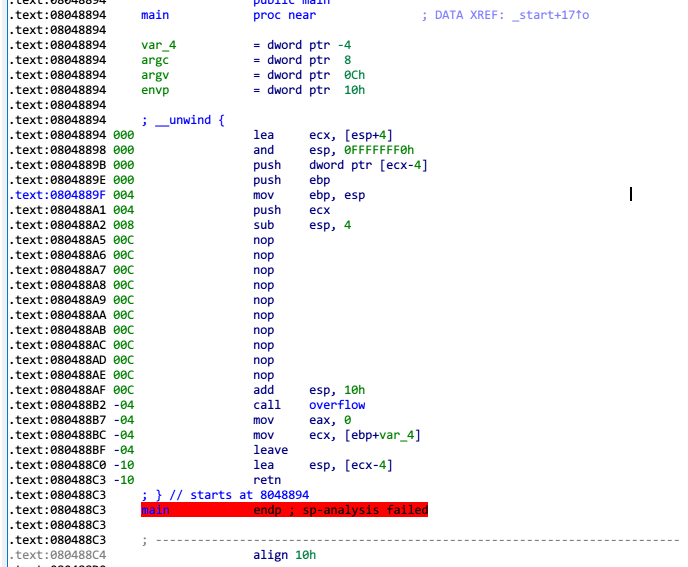 .text:08048894 public main
.text:08048894 main proc near ; DATA XREF: _start+17↑o
.text:08048894
.text:08048894 var_4 = dword ptr -4
.text:08048894 argc = dword ptr 8
.text:08048894 argv = dword ptr 0Ch
.text:08048894 envp = dword ptr 10h
.text:08048894
.text:08048894 ; __unwind {
.text:08048894 000 lea ecx, [esp+4]
.text:08048898 000 and esp, 0FFFFFFF0h
.text:0804889B 000 push dword ptr [ecx-4]
.text:0804889E 000 push ebp
.text:0804889F 004 mov ebp, esp
.text:080488A1 004 push ecx
.text:080488A2 008 sub esp, 4
.text:080488A5 00C nop
.text:080488A6 00C nop
.text:080488A7 00C nop
.text:080488A8 00C nop
.text:080488A9 00C nop
.text:080488AA 00C nop
.text:080488AB 00C nop
.text:080488AC 00C nop
.text:080488AD 00C nop
.text:080488AE 00C nop
.text:080488AF 00C add esp, 10h
.text:080488B2 -04 call overflow
.text:080488B7 -04 mov eax, 0
.text:080488BC -04 mov ecx, [ebp+var_4]
.text:080488BF -04 leave
.text:080488C0 -10 lea esp, [ecx-4]
.text:080488C3 -10 retn
.text:080488C3 ; } // starts at 8048894
.text:080488C3 main endp ; sp-analysis failed
.text:080488C3
.text:080488C3 ; ---------------------------------------------------------------------------
.text:080488C4 align 10h